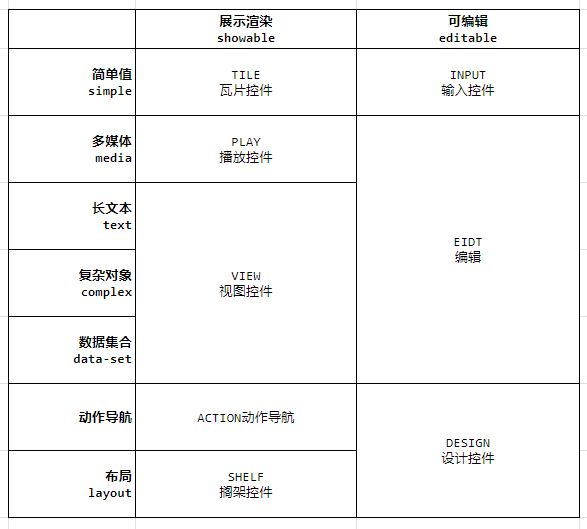 展示渲染
showable
可编辑
editable
简单值
simple
TILE
瓦片控件
INPUT
输入控件
多媒体
media
PLAY
播放控件
长文本
text
EIDT
编辑
复杂对象
complex
VIEW
视图控件
数据集合
data-set
动作导航
ACTION动作导航
DESIGN
设计控件
布局
layout
SHELF
搁架控件